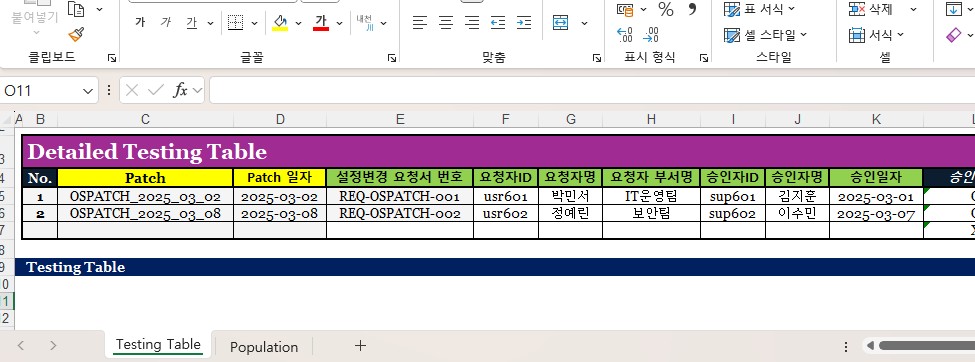 붙여넣기 표 서식 삭제
가 가 가 가 내천 셀 스타일 서식
클립보드 글꼴 맞춤 표시 형식 스타일 셀
O11 fx
A B C D E F G H I J K
Detailed Testing Table
No. Patch Patch 일자 설정변경 요청서 번호 요청자ID 요청자명 요청자 부서명 승인자ID 승인자명 승인일자 승인
1 OSPATCH_2025_03_02 2025-03-02 REQ-OSPATCH-001 usr601 박민서 IT운영팀 sup601 김지훈 2025-03-01
2 OSPATCH_2025_03_08 2025-03-08 REQ-OSPATCH-002 usr602 정예린 보안팀 sup602 이수민 2025-03-07
Testing Table
Testing Table Population